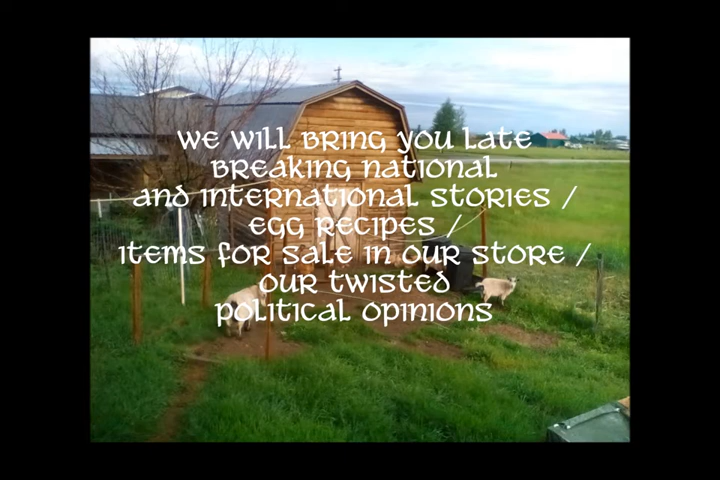 we will bring you late
breaking national
and international stories /
egg recipes /
items for sale in our store /
our twisted
political opinions